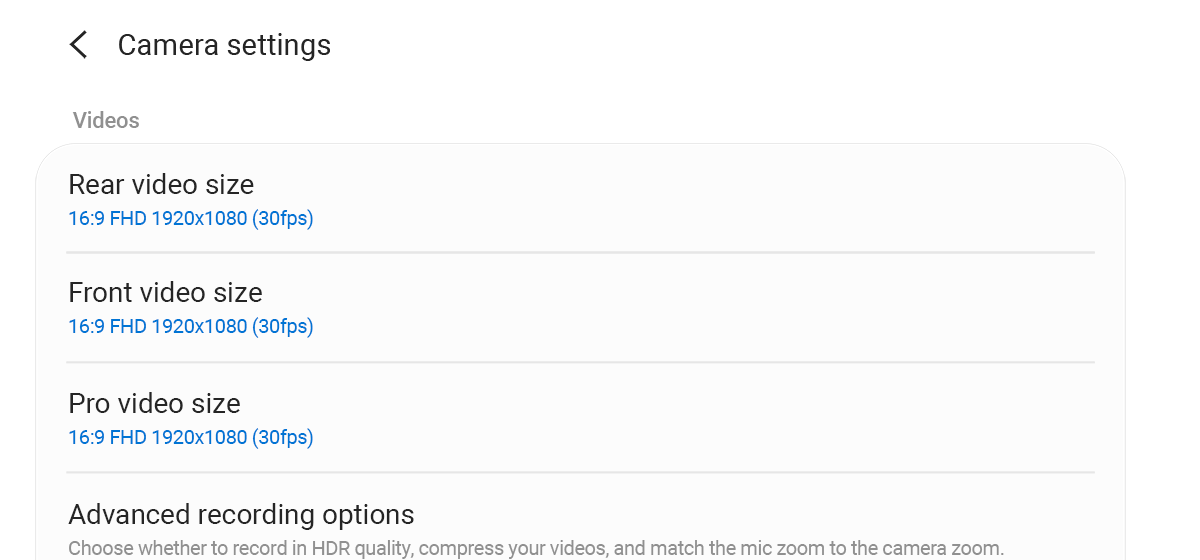 Camera settings
Videos
Rear video size
16:9 FHD 1920x1080 (30fps)
Front video size
16:9 FHD 1920x1080 (30fps)
Pro video size
16:9 FHD 1920x1080 (30fps)
Advanced recording options
Choose whether to record in HDR quality, compress your videos, and match the mic zoom to the camera zoom.